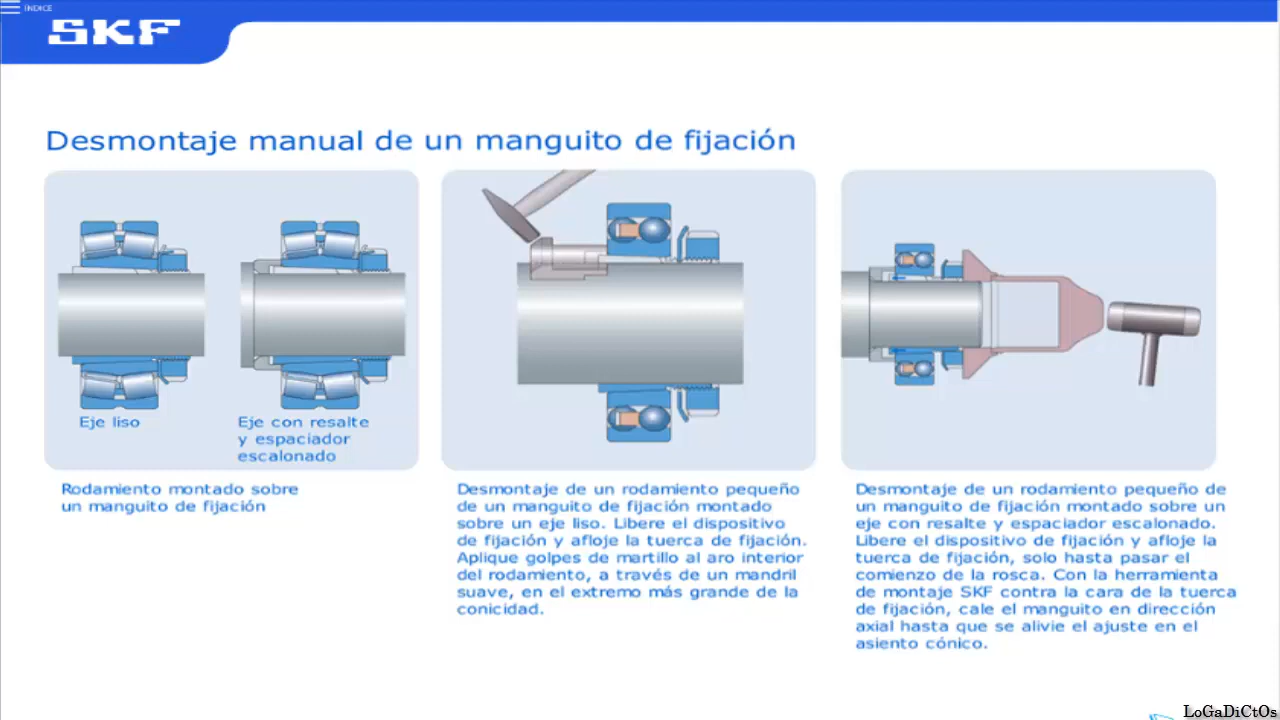 ÍNDICE
SKF
Desmontaje manual de un manguito de fijación
Eje liso
Eje con resalte
y espaciador
escalonado
Rodamiento montado sobre
un manguito de fijación
Desmontaje de un rodamiento pequeño
de un manguito de fijación montado
sobre un eje liso. Libere el dispositivo
de fijación y afloje la tuerca de fijación.
Aplique golpes de martillo al aro interior
del rodamiento, a través de un mandril
suave, en el extremo más grande de la
conicidad.
Desmontaje de un rodamiento pequeño de
un manguito de fijación montado sobre un
eje con resalte y espaciador escalonado.
Libere el dispositivo de fijación y afloje la
tuerca de fijación, solo hasta pasar el
comienzo de la rosca. Con la herramienta
de montaje SKF contra la cara de la tuerca
de fijación, cale el manguito en dirección
axial hasta que se alivie el ajuste en el
asiento cónico.
LoGaDiCtOs